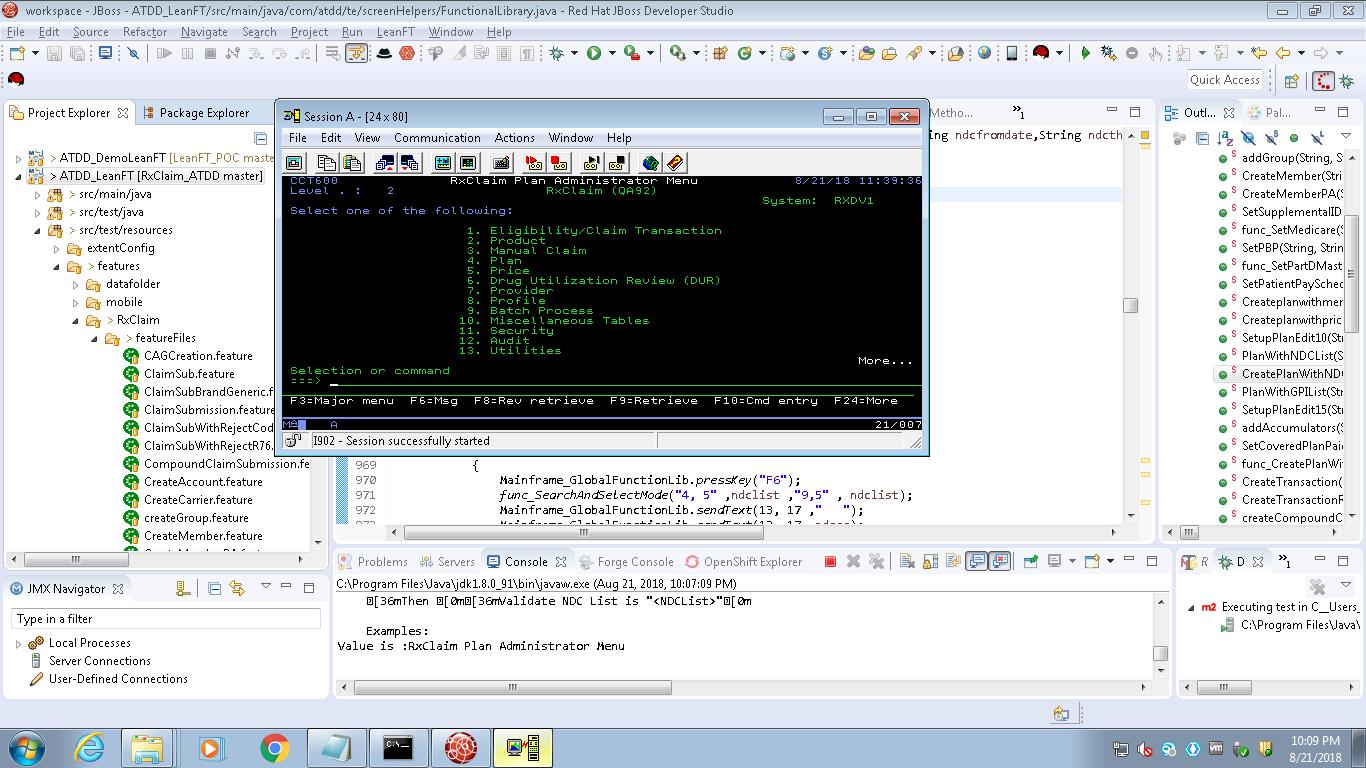 workspace - JBoss - ATDD_LeanFT/src/main/java/com/atdd/te/screenHelpers/FunctionalLibrary.java - Red Hat JBoss Developer Studio
File Edit Source Refactor Navigate Search Project Run LeanFT Window Help
Quick Access
Project Explorer
Package Explorer
> ATDD_DemoLeanFT [LeanFT_POC maste
> ATDD_LeanFT [RxClaim_ATDD master]
> src/main/java
> src/test/java
> src/test/resources
extentConfig
> features
datafolder
mobile
> RxClaim
> featureFiles
CAGCreation.feature
ClaimSub.feature
ClaimSubBrandGeneric.f
ClaimSubmission.feature
ClaimSubWithRejectCod
ClaimSubWithRejectR76.
CompoundClaimSubmission.fe
CreateAccount.feature
CreateCarrier.feature
createGroup.feature
CreateMember.feature
Session A - [24 x 80]
File Edit View Communication Actions Window Help
CCT600 RxClaim Plan Administrator Menu 8/21/18 11:39:36
Level . : 2 RxClaim (QA92)
System: RXDV1
Select one of the following:
1. Eligibility/Claim Transaction
2. Product
3. Manual Claim
4. Plan
5. Price
6. Drug Utilization Review (DUR)
7. Provider
8. Profile
9. Batch Process
10. Miscellaneous Tables
11. Security
12. Audit
13. Utilities
More...
Selection or command
===>
F3=Major menu F6=Msg F8=Rev retrieve F9=Retrieve F10=Cmd entry F24=More
MA A 21/007
I902 - Session successfully started
Metho...
»1
ng ndcfromdate,String ndcth
969 {
970 Mainframe_GlobalFunctionLib.pressKey("F6");
971 func_SearchAndSelectMode("4, 5" ,ndclist ,"9,5" , ndclist);
972 Mainframe_GlobalFunctionLib.sendText(13, 17 ,"   ");
Outl...
Pal...
addGroup(String, S
CreateMember(Stri
CreateMemberPA(
SetSupplementalID
func_SetMedicare(
SetPBP(String, Strin
func_SetPartDMast
SetPatientPaySched
Createplanwithmer
Createplanwithpric
SetupPlanEdit10(Str
PlanWithNDCList(S
CreatePlanWithND
PlanWithGPIList(Str
SetupPlanEdit15(Str
addAccumulators(
SetCoveredPlanPaid
func_CreatePlanWit
CreateTransaction(
CreateTransactionR
createCompoundC
JMX Navigator
Type in a filter
Local Processes
Server Connections
User-Defined Connections
Problems Servers Console Forge Console OpenShift Explorer
C:\Program Files\Java\jdk1.8.0_91\bin\javaw.exe (Aug 21, 2018, 10:07:09 PM)
[36mThen [0m[36mValidate NDC List is "<NDCList>"[0m
Examples:
Value is :RxClaim Plan Administrator Menu
R
D
»1
Executing test in C__Users_
C:\Program Files\Java\
10:09 PM
8/21/2018